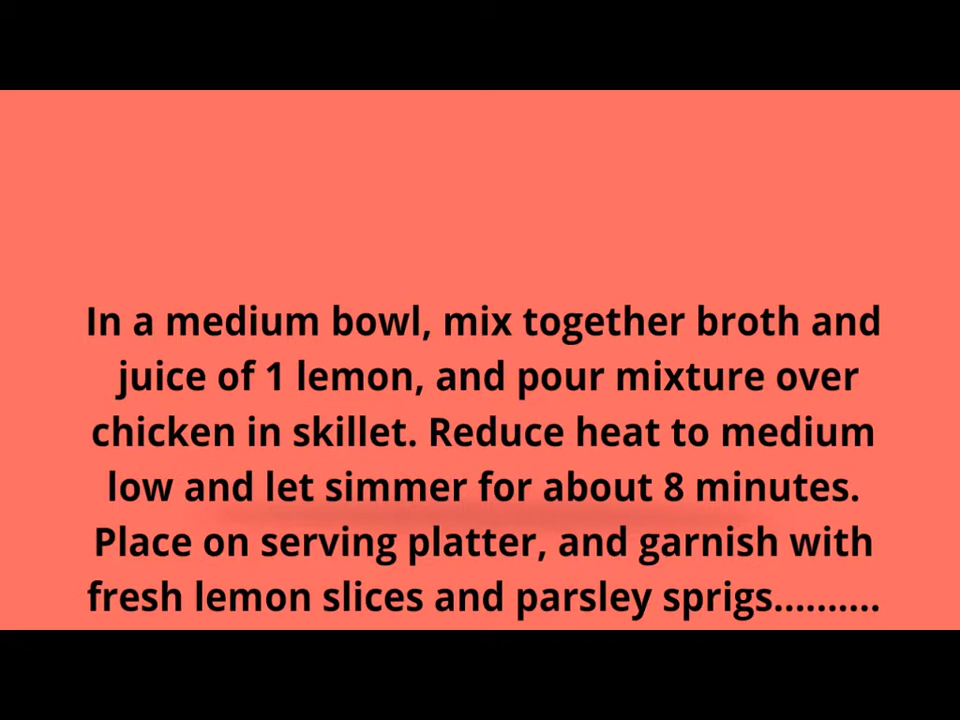 In a medium bowl, mix together broth and
juice of 1 lemon, and pour mixture over
chicken in skillet. Reduce heat to medium
low and let simmer for about 8 minutes.
Place on serving platter, and garnish with
fresh lemon slices and parsley sprigs..........